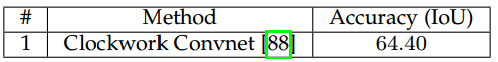 # Method Accuracy (IoU)
1 Clockwork Convnet [88] 64.40